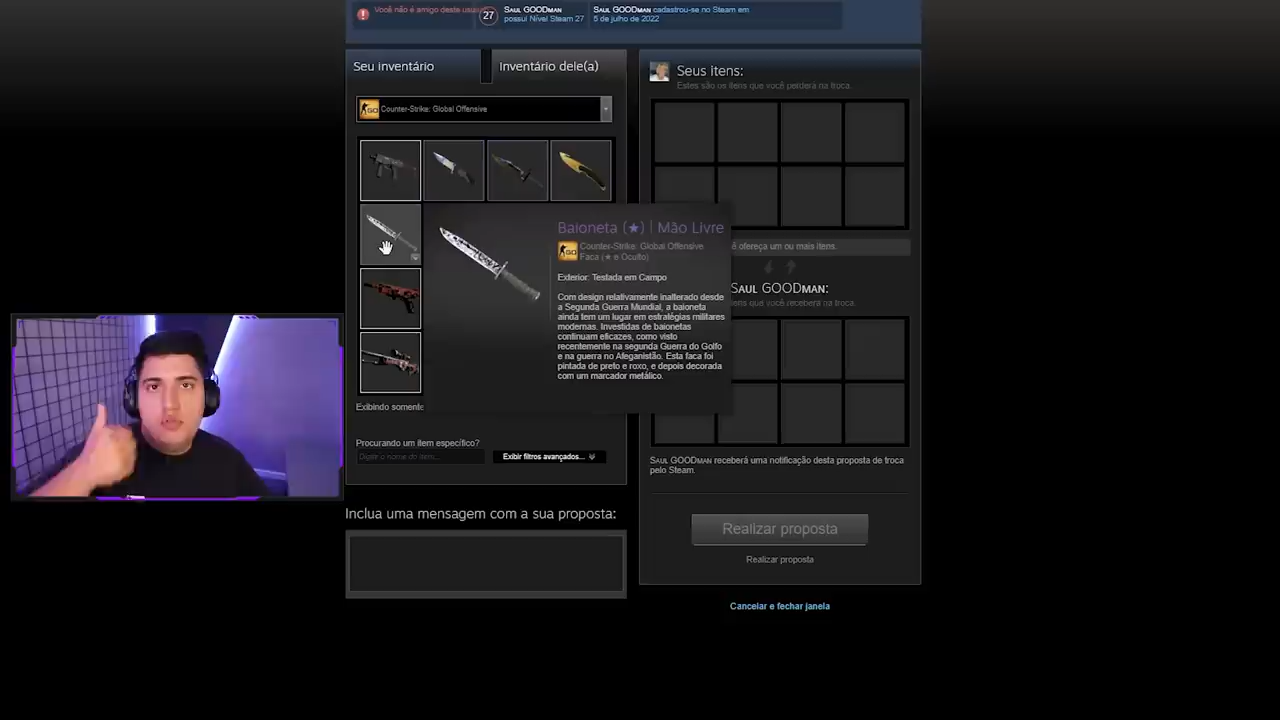 Você não é amigo deste
27
SAUL GOODMAN
possui Nível Steam 27
SAUL GOODMAN cadastrou-se no Steam em
5 de julho de 2022
Seu inventário
Inventário dele(a)
Counter-Strike: Global Offensive
Seus itens:
Estes são os itens que você perderá na troca.
Baioneta (★) | Mão Livre
Counter-Strike: Global Offensive
Faca (★ e Oculto)
Exterior: Testada em Campo
Com design relativamente inalterado desde
a Segunda Guerra Mundial, a baioneta
ainda tem um lugar em estratégias militares
modernas. Investidas de baionetas
continuam eficazes, como visto
recentemente na segunda Guerra do Golfo
e na guerra no Afeganistão. Esta faca foi
pintada de preto e roxo, e depois decorada
com um marcador metálico.
é ofereça um ou mais itens.
SAUL GOODMAN:
itens que você receberá na troca.
Exibindo somente
Procurando um item específico?
Digite o nome do item...
Exibir filtros avançados...
SAUL GOODMAN receberá uma notificação desta proposta de troca
pelo Steam.
Inclua uma mensagem com a sua proposta:
Realizar proposta
Realizar proposta
Cancelar e fechar janela